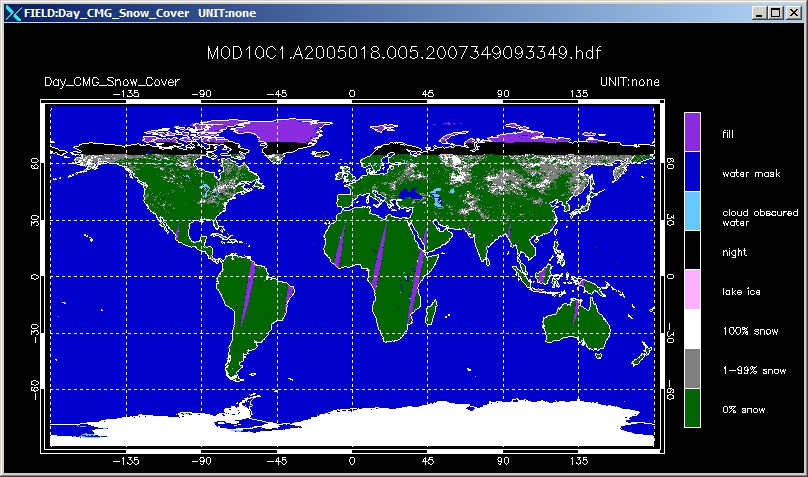 FIELD:Day_CMG_Snow_Cover UNIT:none
MOD10C1.A2005018.005.2007349093349.hdf
Day_CMG_Snow_Cover UNIT:none
-135 -90 -45 0 45 90 135
fill
60 60
water mask
cloud obscured
water
30 30
night
0 0
lake ice
-30 -30
100% snow
1-99% snow
-60 -60
0% snow
-135 -90 -45 0 45 90 135